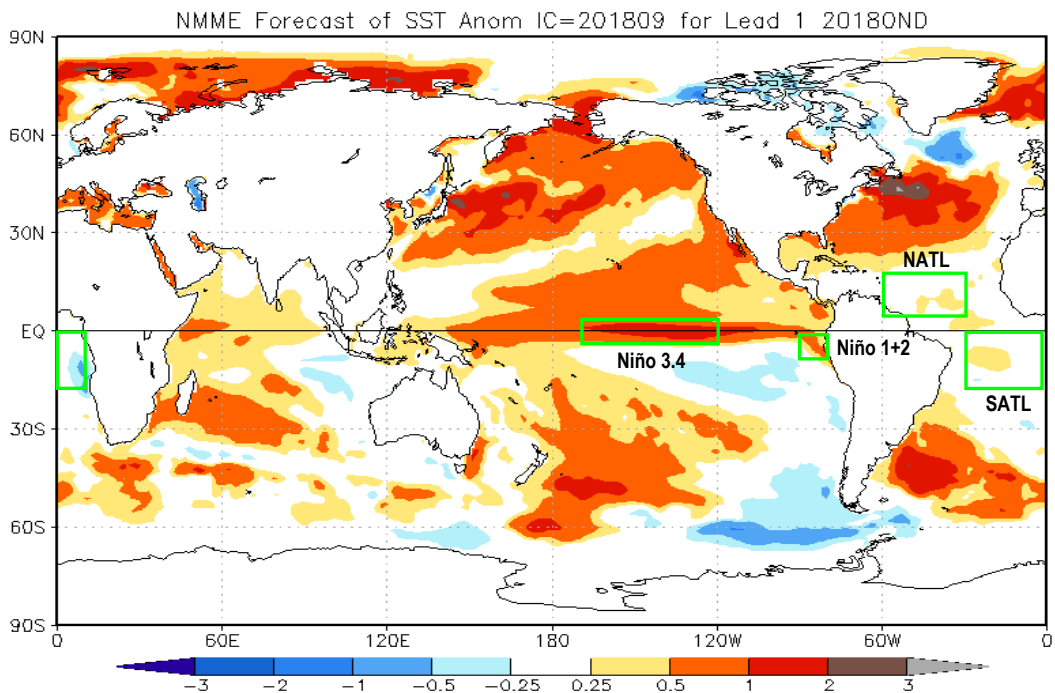 NMME Forecast of SST Anom IC=201809 for Lead 1 2018OND
90N
60N
30N
EQ
30S
60S
90S
NATL
Niño 3.4
Niño 1+2
SATL
0 60E 120E 180 120W 60W 0
-3 -2 -1 -0.5 -0.25 0.25 0.5 1 2 3